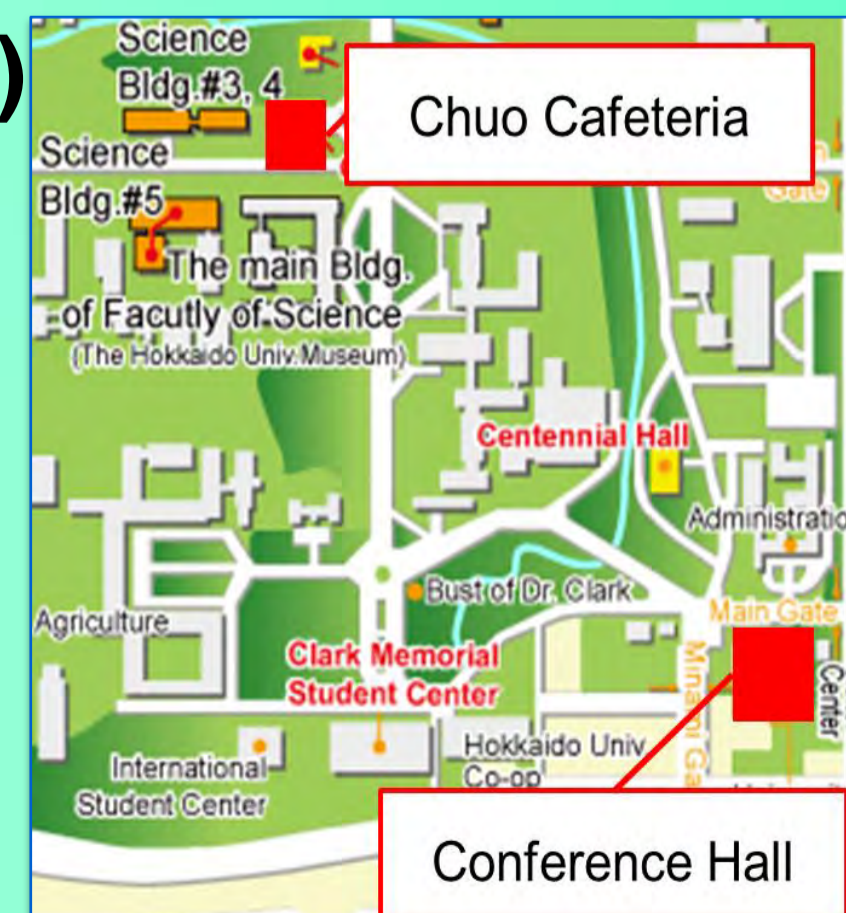 )
Science
Bldg.#3, 4
Chuo Cafeteria
Science
Bldg.#5
Gate
The main Bldg.
of Facutly of Science
(The Hokkaido Univ.Museum)
Centennial Hall
Administratio
Bust of Dr. Clark
Main Gate
Agriculture
Clark Memorial
Student Center
Minami Ga
Center
Hokkaido Univ
Co-op
International
Student Center
Conference Hall